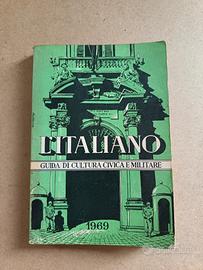 L'ITALIANO
GUIDA DI CULTURA CIVICA E MILITARE
1969